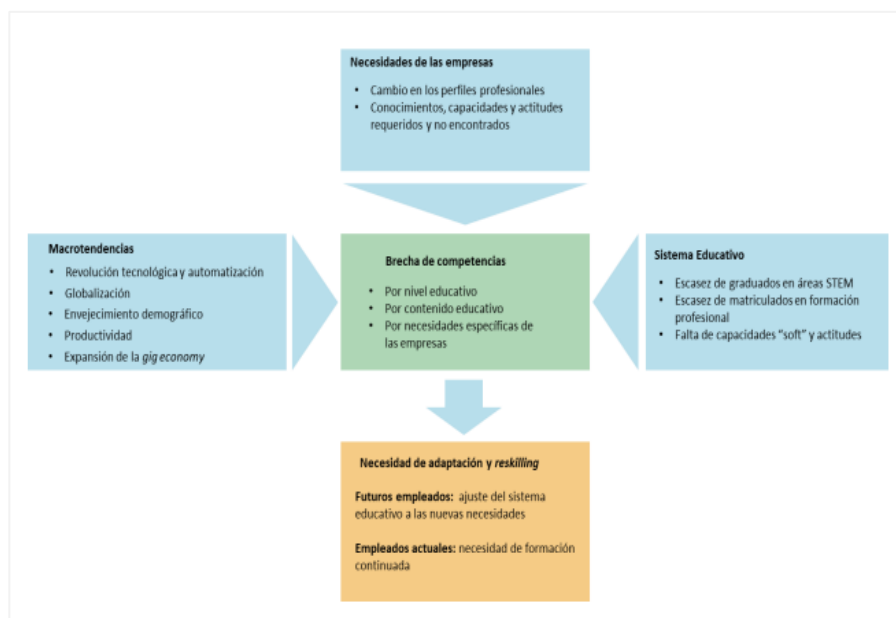 Necesidades de las empresas
• Cambio en los perfiles profesionales
• Conocimientos, capacidades y actitudes
requeridos y no encontrados
Macrotendencias
• Revolución tecnológica y automatización
• Globalización
• Envejecimiento demográfico
• Productividad
• Expansión de la gig economy
Brecha de competencias
• Por nivel educativo
• Por contenido educativo
• Por necesidades específicas de
las empresas
Sistema Educativo
• Escasez de graduados en áreas STEM
• Escasez de matriculados en formación
profesional
• Falta de capacidades “soft” y actitudes
Necesidad de adaptación y reskilling
Futuros empleados: ajuste del sistema
educativo a las nuevas necesidades
Empleados actuales: necesidad de formación
continuada